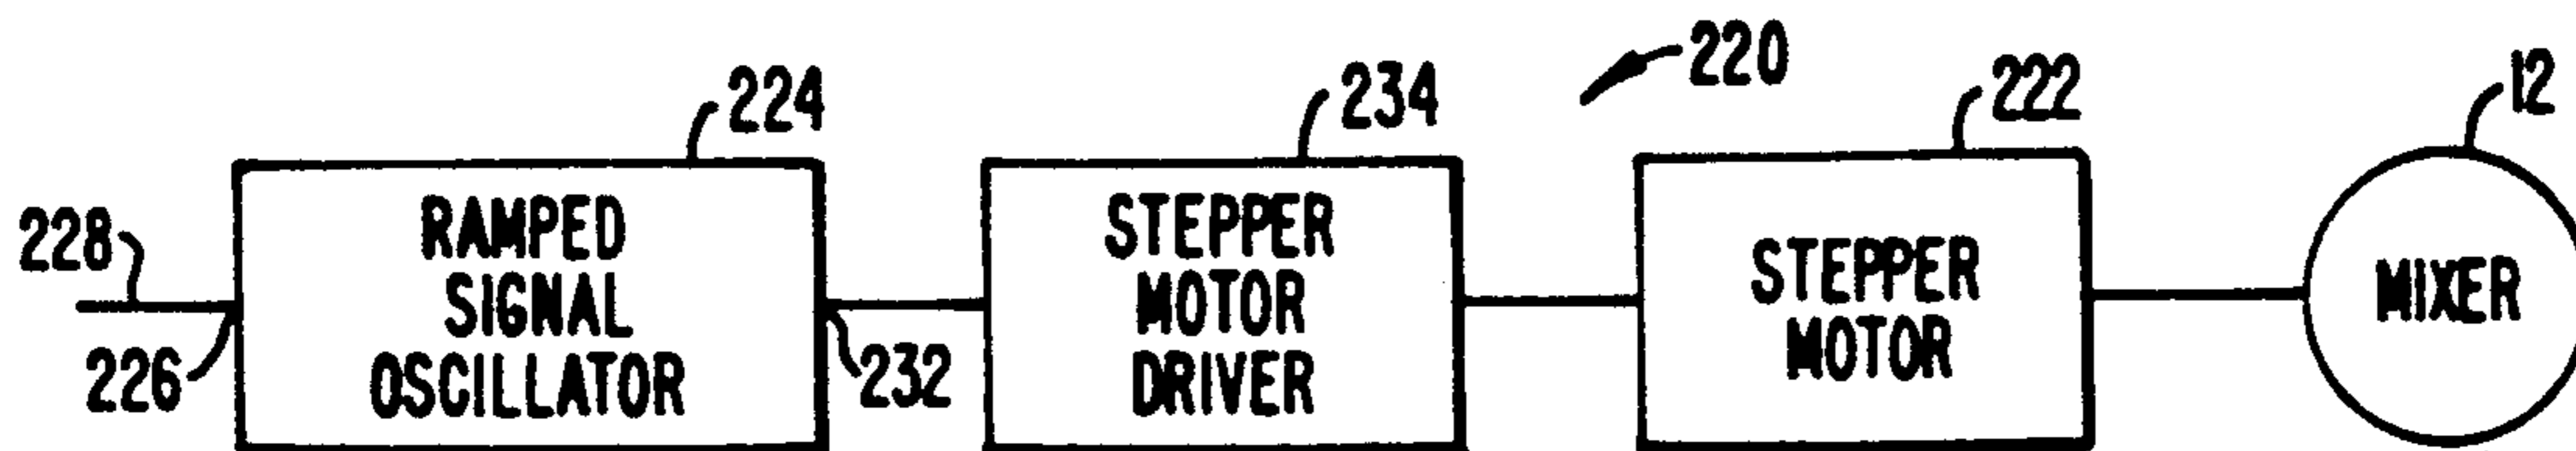 220
224
234
222
12
228
226
RAMPED
SIGNAL
OSCILLATOR
232
STEPPER
MOTOR
DRIVER
STEPPER
MOTOR
MIXER